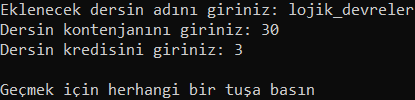 Eklenecek dersin adını giriniz: lojik_devreler
Dersin kontenjanını giriniz: 30
Dersin kredisini giriniz: 3
Geçmek için herhangi bir tuşa basın